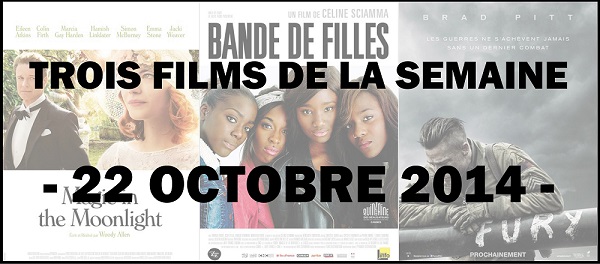 Eileen Atkins
Colin Firth
Marcia Gay Harden
Hamish Linklater
Simon McBurney
Emma Stone
Jacki Weaver
UN FILM DE CÉLINE SCIAMMA
BANDE DE FILLES
BRAD PITT
LES GUERRES NE S'ACHÈVENT JAMAIS
SANS UN DERNIER COMBAT
TROIS FILMS DE LA SEMAINE
- 22 OCTOBRE 2014 -
Magic in
the Moonlight
Woody Allen
FURY
PROCHAINEMENT